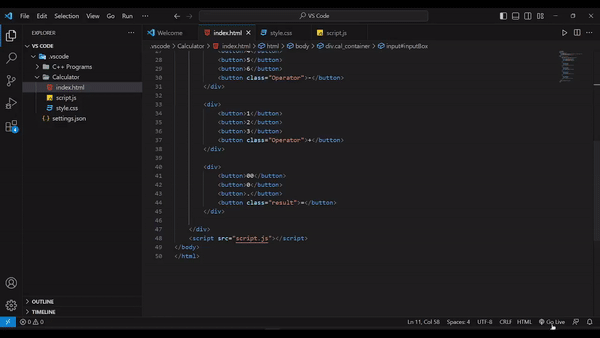 File Edit Selection View Go Run ... VS Code
EXPLORER ...
VS CODE
.vscode
C++ Programs
Calculator
index.html
script.js
style.css
settings.json
OUTLINE
TIMELINE
Welcome index.html style.css script.js
.vscode > Calculator > index.html > html > body > div.cal_container > input#inputBox
28 <button>5</button>
29 <button>6</button>
30 <button class="Operator">-</button>
31 </div>
32
33 <div>
34 <button>1</button>
35 <button>2</button>
36 <button>3</button>
37 <button class="Operator">+</button>
38 </div>
39
40 <div>
41 <button>00</button>
42 <button>0</button>
43 <button>.</button>
44 <button class="result">=</button>
45 </div>
46
47 </div>
48 <script src="script.js"></script>
49 </body>
50 </html>
4
0 0 Ln 11, Col 58 Spaces: 4 UTF-8 CRLF HTML Go Live